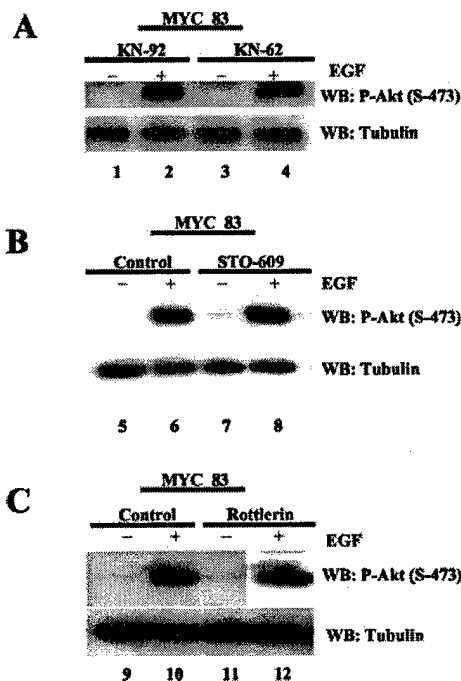 A
MYC 83
KN-92 KN-62
– + – + EGF
WB: P-Akt (S-473)
WB: Tubulin
1 2 3 4
B
MYC 83
Control STO-609
– + – + EGF
WB: P-Akt (S-473)
WB: Tubulin
5 6 7 8
C
MYC 83
Control Rottlerin
– + – + EGF
WB: P-Akt (S-473)
WB: Tubulin
9 10 11 12